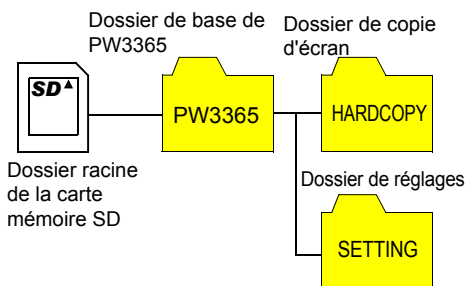 Dossier de base de
PW3365
Dossier de copie
d'écran
SD
PW3365
HARDCOPY
Dossier racine
de la carte
mémoire SD
Dossier de réglages
SETTING